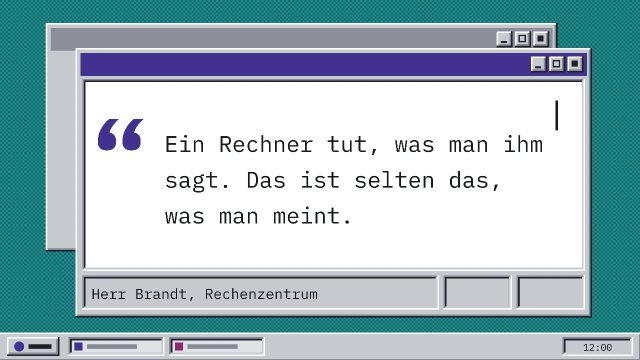 “ Ein Rechner tut, was man ihm
sagt. Das ist selten das,
was man meint.
Herr Brandt, Rechenzentrum
12:00